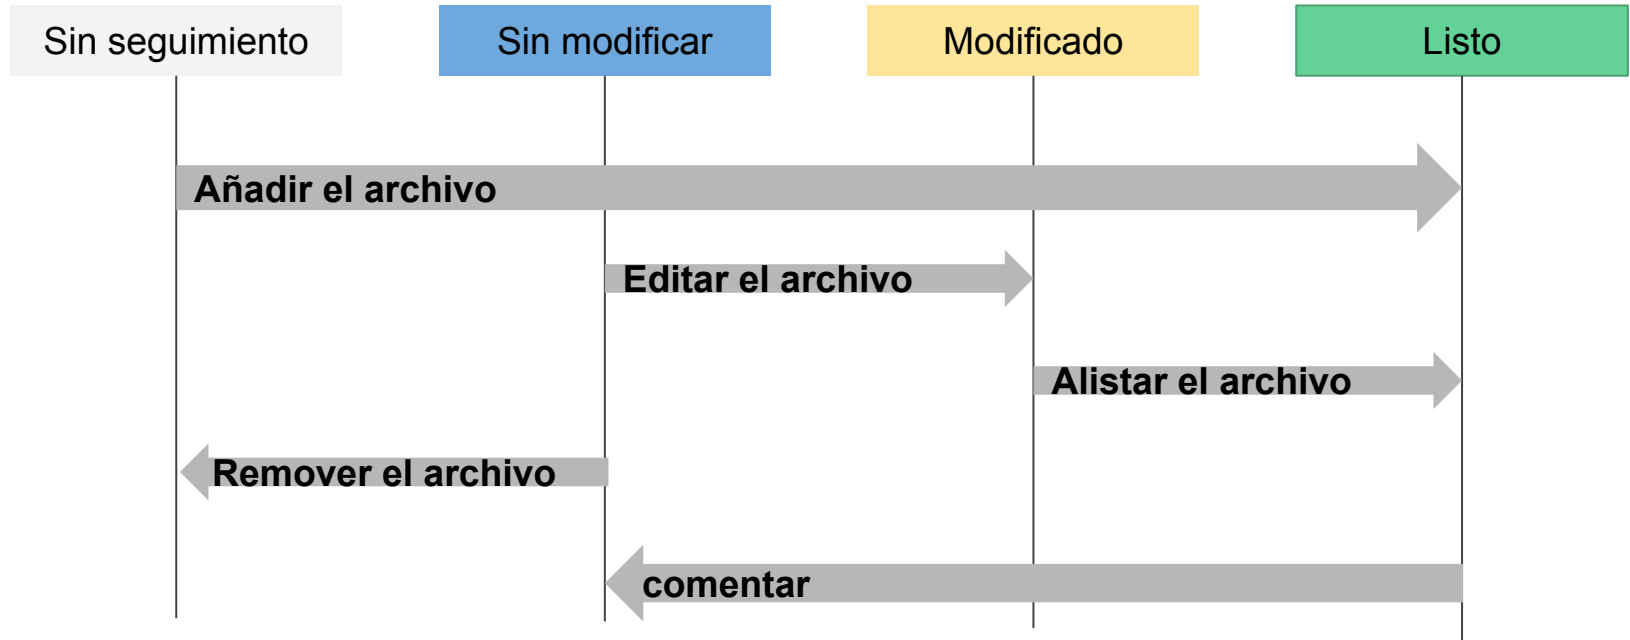 Sin seguimiento
Sin modificar
Modificado
Listo
Añadir el archivo
Editar el archivo
Alistar el archivo
Remover el archivo
comentar